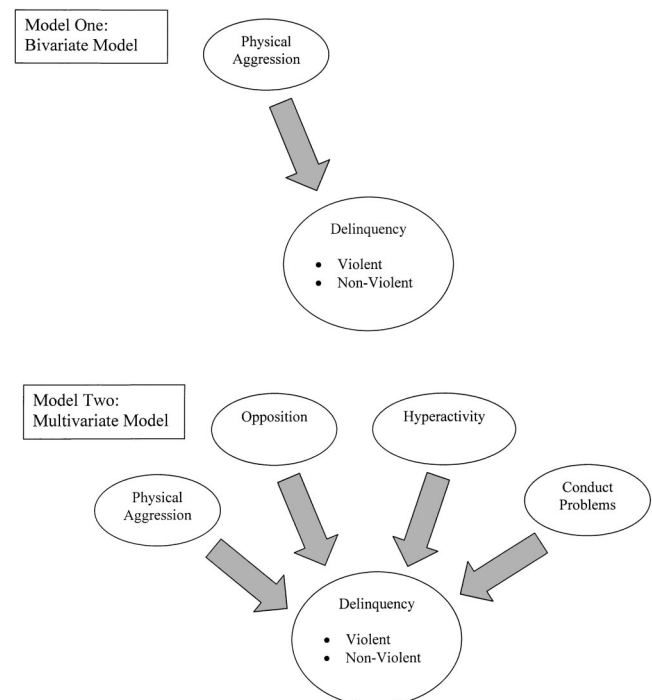 Model One:
Bivariate Model
Physical
Aggression
Delinquency
• Violent
• Non-Violent
Model Two:
Multivariate Model
Opposition
Hyperactivity
Physical
Aggression
Conduct
Problems
Delinquency
• Violent
• Non-Violent